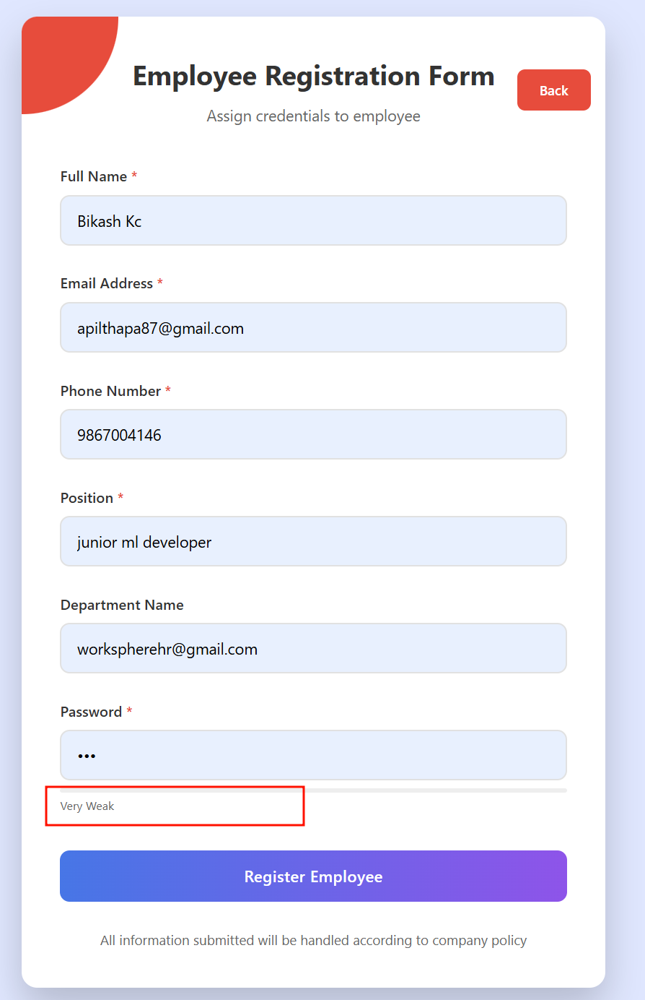 Employee Registration Form
Back
Assign credentials to employee
Full Name *
Bikash Kc
Email Address *
apilthapa87@gmail.com
Phone Number *
9867004146
Position *
junior ml developer
Department Name
workspherehr@gmail.com
Password *
•••
Very Weak
Register Employee
All information submitted will be handled according to company policy